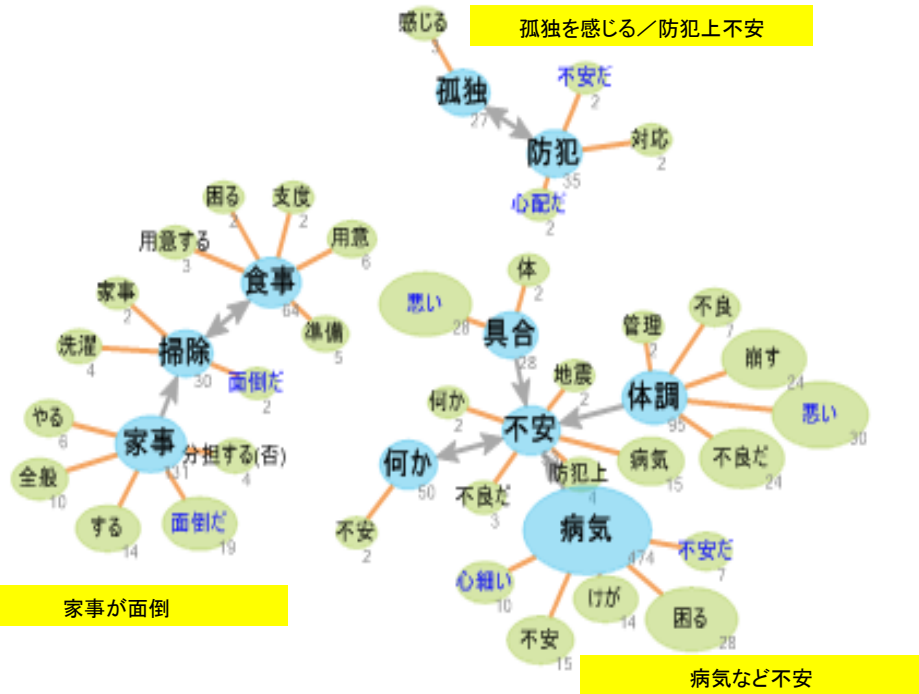 感じる
3
孤独を感じる／防犯上不安
孤独
27
不安だ
2
防犯
35
対応
2
心配だ
2
困る
2
支度
2
用意する
3
用意
6
食事
64
家事
2
準備
5
洗濯
4
掃除
30
面倒だ
2
やる
6
家事
131
分担する(否)
4
全般
10
する
14
面倒だ
19
家事が面倒
体
2
悪い
28
具合
28
地震
2
何か
2
不安
何か
50
不安
2
不良だ
3
防犯上
4
病気
15
管理
2
不良
7
体調
95
崩す
24
悪い
30
不良だ
24
病気
474
心細い
10
不安だ
7
不安
15
けが
14
困る
28
病気など不安